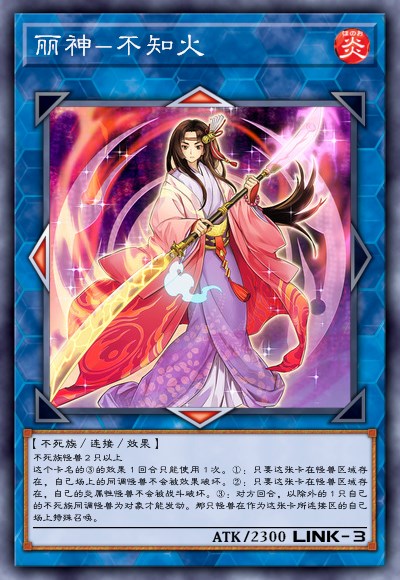 丽神－不知火
ほのお
炎
【不死族／连接／效果】
不死族怪兽２只以上
这个卡名的③的效果１回合只能使用１次。①：只要这张卡在怪兽区域存
在，自己场上的同调怪兽不会被效果破坏。②：只要这张卡在怪兽区域存
在，自己的炎属性怪兽不会被战斗破坏。③：对方回合，以除外的１只自己
的不死族同调怪兽为对象才能发动。那只怪兽在作为这张卡所连接区的自己
场上特殊召唤。
ATK/2300 LINK-3